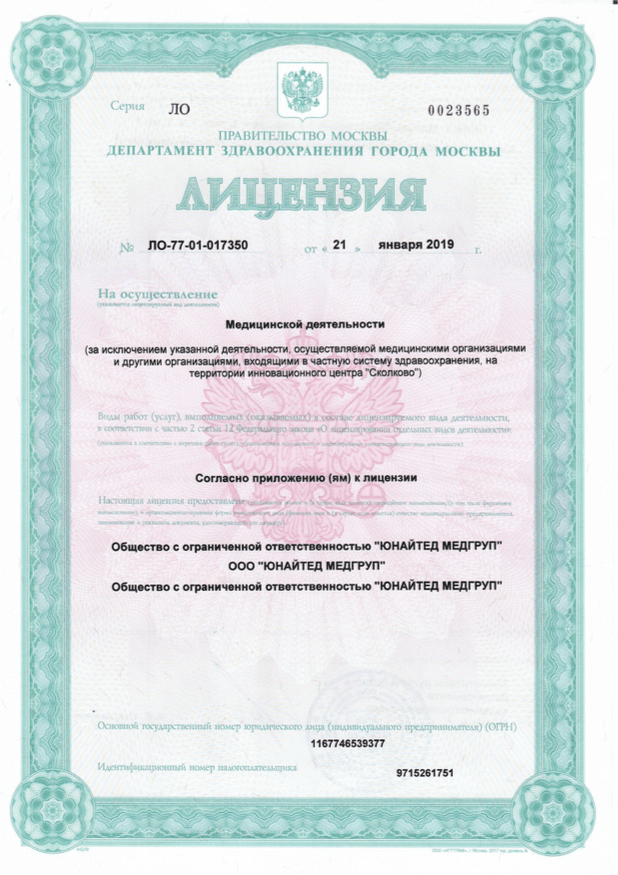 Серия ЛО 0023565
ПРАВИТЕЛЬСТВО МОСКВЫ
ДЕПАРТАМЕНТ ЗДРАВООХРАНЕНИЯ ГОРОДА МОСКВЫ
ЛИЦЕНЗИЯ
№ ЛО-77-01-017350 от « 21 » января 2019 г.
На осуществление
(указывается лицензируемый вид деятельности)
Медицинской деятельности
(за исключением указанной деятельности, осуществляемой медицинскими организациями
и другими организациями, входящими в частную систему здравоохранения, на
территории инновационного центра "Сколково")
Виды работ (услуг), выполняемых (оказываемых) в составе лицензируемого вида деятельности,
в соответствии с частью 2 статьи 12 Федерального закона «О лицензировании отдельных видов деятельности»:
Согласно приложению (ям) к лицензии
Настоящая лицензия предоставлена
Общество с ограниченной ответственностью "ЮНАЙТЕД МЕДГРУП"
ООО "ЮНАЙТЕД МЕДГРУП"
Общество с ограниченной ответственностью "ЮНАЙТЕД МЕДГРУП"
Основной государственный номер юридического лица (индивидуального предпринимателя) (ОГРН)
1167746539377
Идентификационный номер налогоплательщика
9715261751